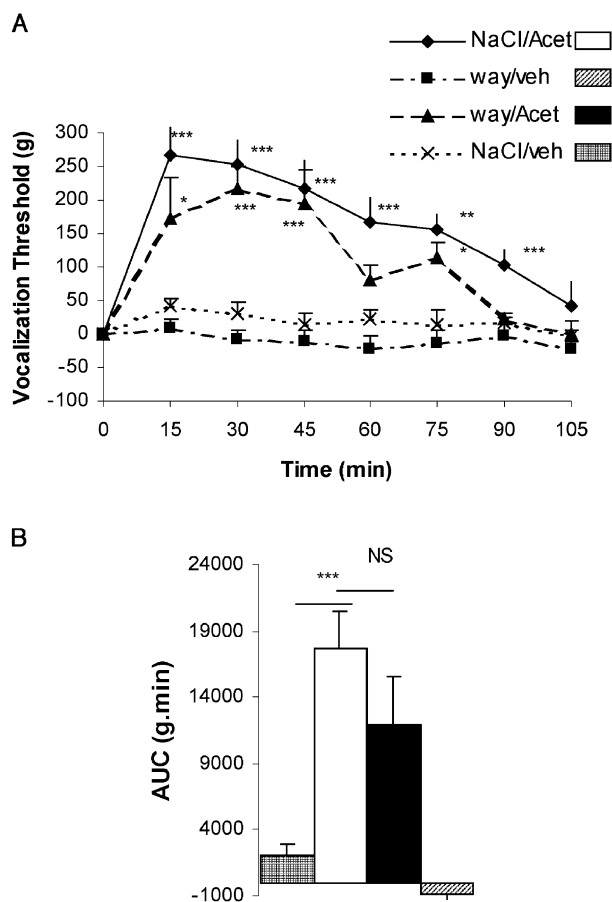 A
NaCl/Acet
way/veh
way/Acet
NaCl/veh
Vocalization Threshold (g)
300
250
200
150
100
50
0
-50
-100
***
***
***
***
**
***
*
***
***
*
0 15 30 45 60 75 90 105
Time (min)
B
AUC (g.min)
24000
19000
14000
9000
4000
-1000
NS
***